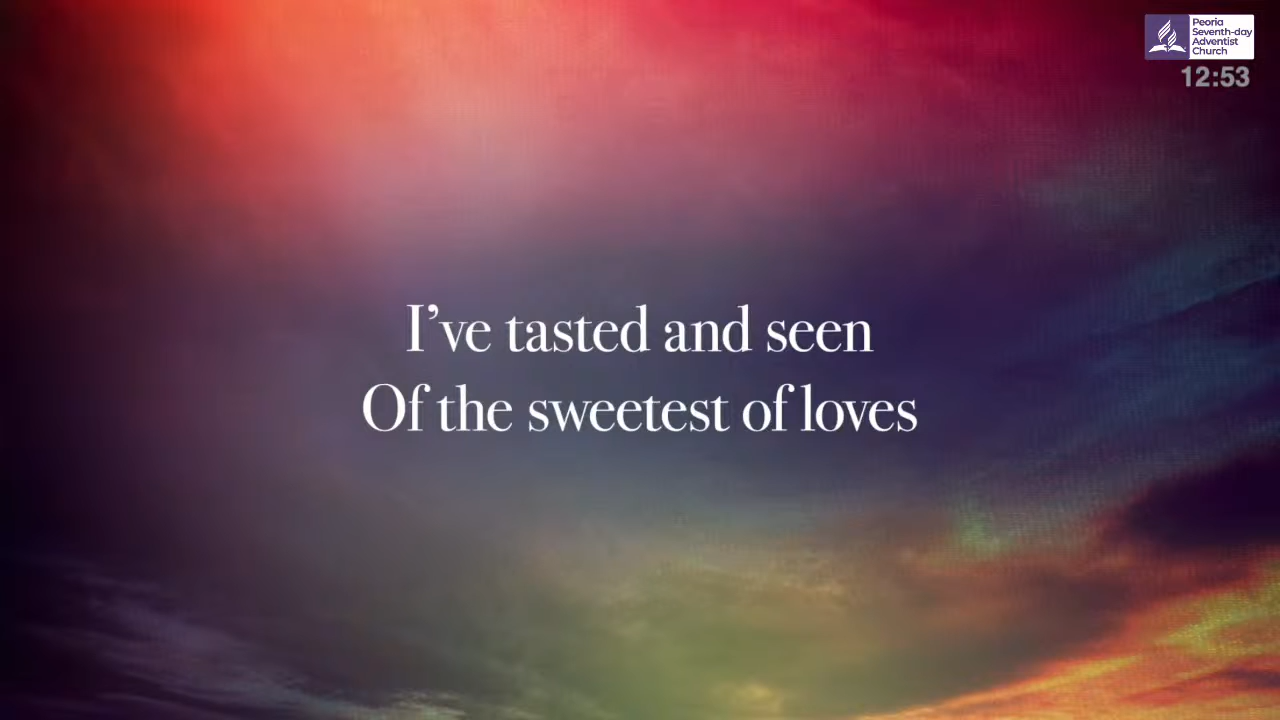 Peoria
Seventh-day
Adventist
Church
12:53
I've tasted and seen
Of the sweetest of loves